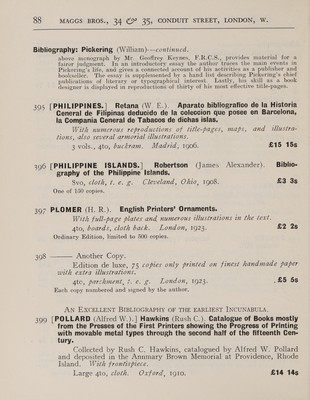 88 MAGGS BROS., 34 & 35, CONDUIT STREET, LONDON, W.
Bibliography: Pickering (William)—continued.
above monograph by Mr. Geoffrey Keynes, F.R.C.S., provides material for a
fairer judgment. In an introductory essay the author traces the main events in
Pickering's life, and gives a connected account of his activities as a publisher and
bookseller. The essay is supplemented by a hand list describing Pickering's chief
publications of literary or typographical interest. Lastly, his skill as a book
designer is displayed in reproductions of thirty of his most effective title-pages.
395 [PHILIPPINES.] Retana (W. E.). Aparato bibliografico de la Historia
General de Filipinas deducido de la coleccion que posee en Barcelona,
la Compania General de Tabacos de dichas islas.
With numerous reproductions of title-pages, maps, and illustra-
tions, also several armorial illustrations.
3 vols., 4to, buckram. Madrid, 1906. £15 15s
396 [PHILIPPINE ISLANDS.] Robertson (James Alexander). Biblio-
graphy of the Philippine Islands.
8vo, cloth, t. e. g. Cleveland, Ohio, 1908. £3 3s
One of 150 copies.
397 PLOMER (H. R.). English Printers' Ornaments.
With full-page plates and numerous illustrations in the text.
4to, boards, cloth back. London, 1923. £2 2s
Ordinary Edition, limited to 500 copies.
398 ——— Another Copy.
Edition de luxe, 75 copies only printed on finest handmade paper
with extra illustrations.
4tc, parchment, t. e. g. London, 1923. £5 5s
Each copy numbered and signed by the author.
An Excellent Bibliography of the earliest Incunabula.
399 [POLLARD (Alfred W.).] Hawkins (Rush C.). Catalogue of Books mostly
from the Presses of the First Printers showing the Progress of Printing
with movable metal types through the second half of the fifteenth Cen-
tury.
Collected by Rush C. Hawkins, catalogued by Alfred W. Pollard
and deposited in the Annmary Brown Memorial at Providence, Rhode
Island. With frontispiece.
Large 4to, cloth. Oxford, 1910. £14 14s